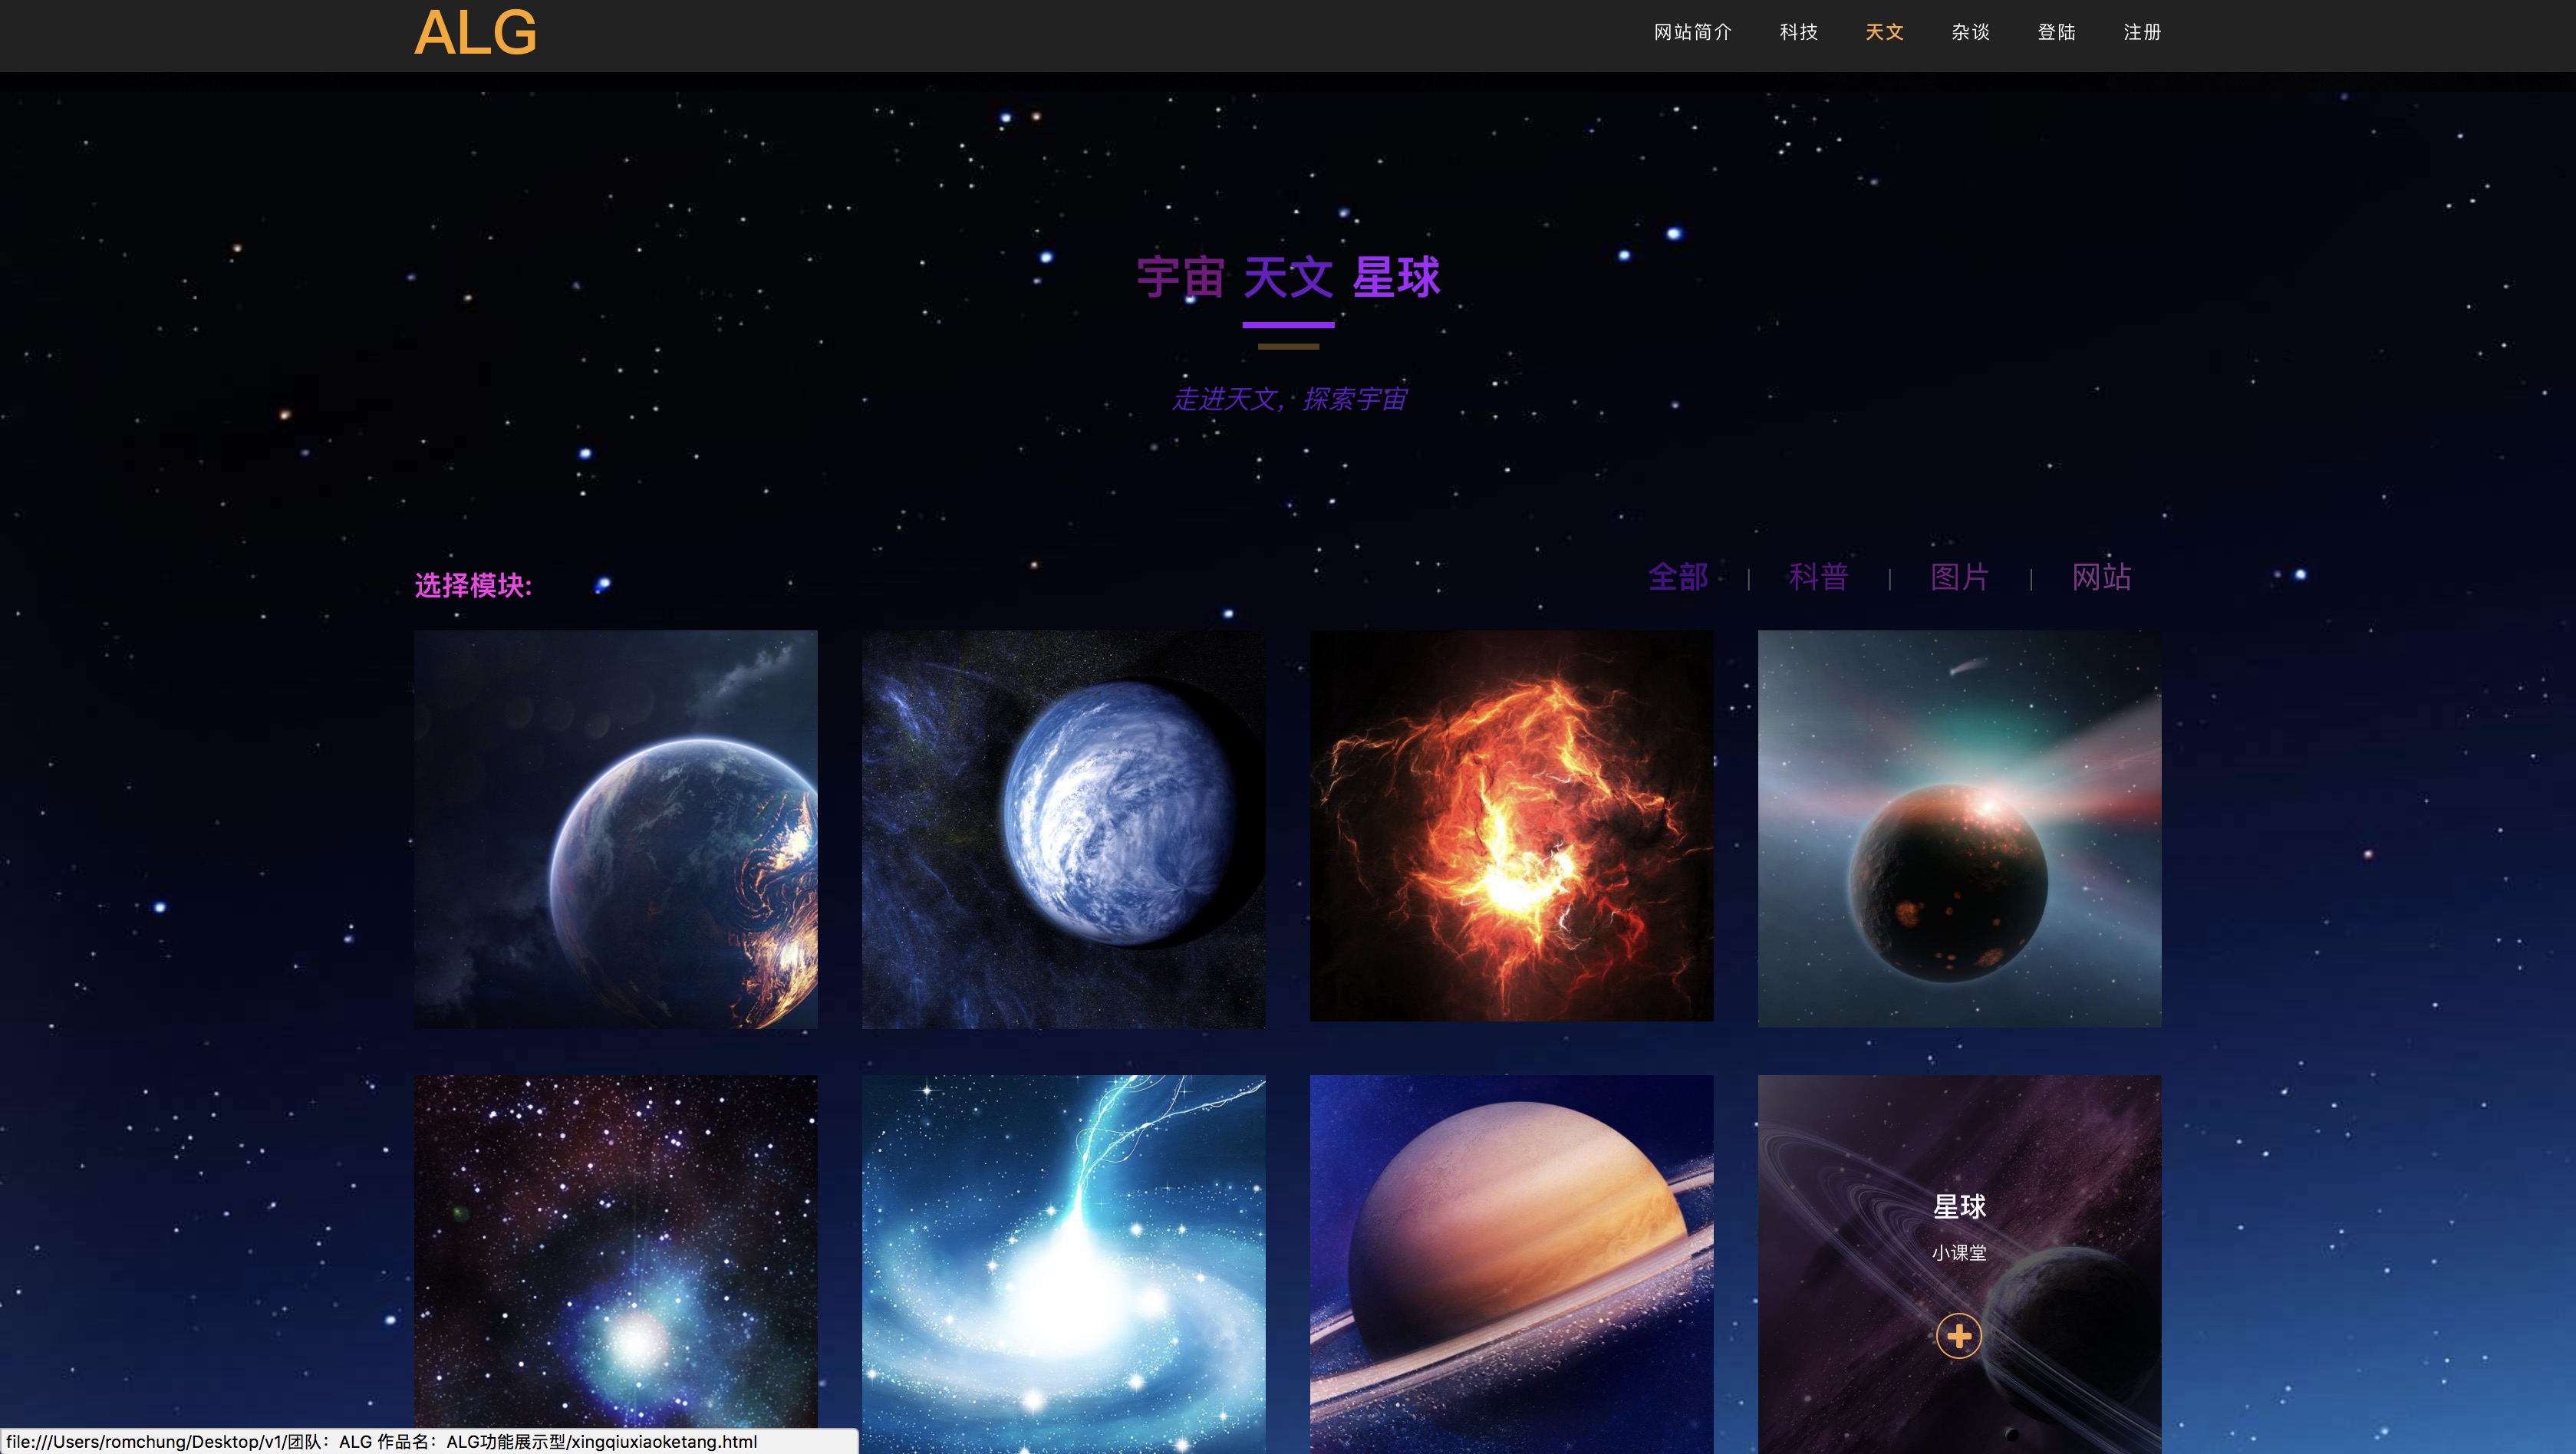 ALG
网站简介 科技 天文 杂谈 登陆 注册
宇宙 天文 星球
走进天文，探索宇宙
选择模块:
全部 | 科普 | 图片 | 网站
星球
小课堂
file:///Users/romchung/Desktop/v1/团队：ALG 作品名：ALG功能展示型/xingqiuxiaoketang.html